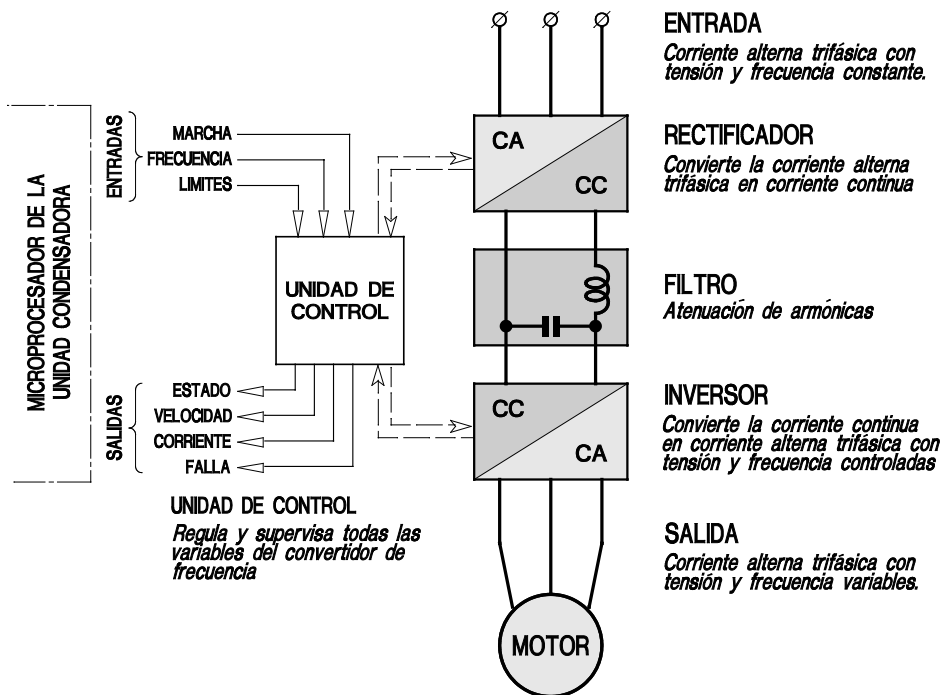 MICROPROCESADOR DE LA
UNIDAD CONDENSADORA
ENTRADAS
MARCHA
FRECUENCIA
LIMITES
UNIDAD DE
CONTROL
SALIDAS
ESTADO
VELOCIDAD
CORRIENTE
FALLA
UNIDAD DE CONTROL
Regula y supervisa todas las
variables del convertidor de
frecuencia
CA
CC
CC
CA
MOTOR
ENTRADA
Corriente alterna trifásica con
tensión y frecuencia constante.
RECTIFICADOR
Convierte la corriente alterna
trifásica en corriente continua
FILTRO
Atenuación de armónicas
INVERSOR
Convierte la corriente continua
en corriente alterna trifásica con
tensión y frecuencia controladas
SALIDA
Corriente alterna trifásica con
tensión y frecuencia variables.